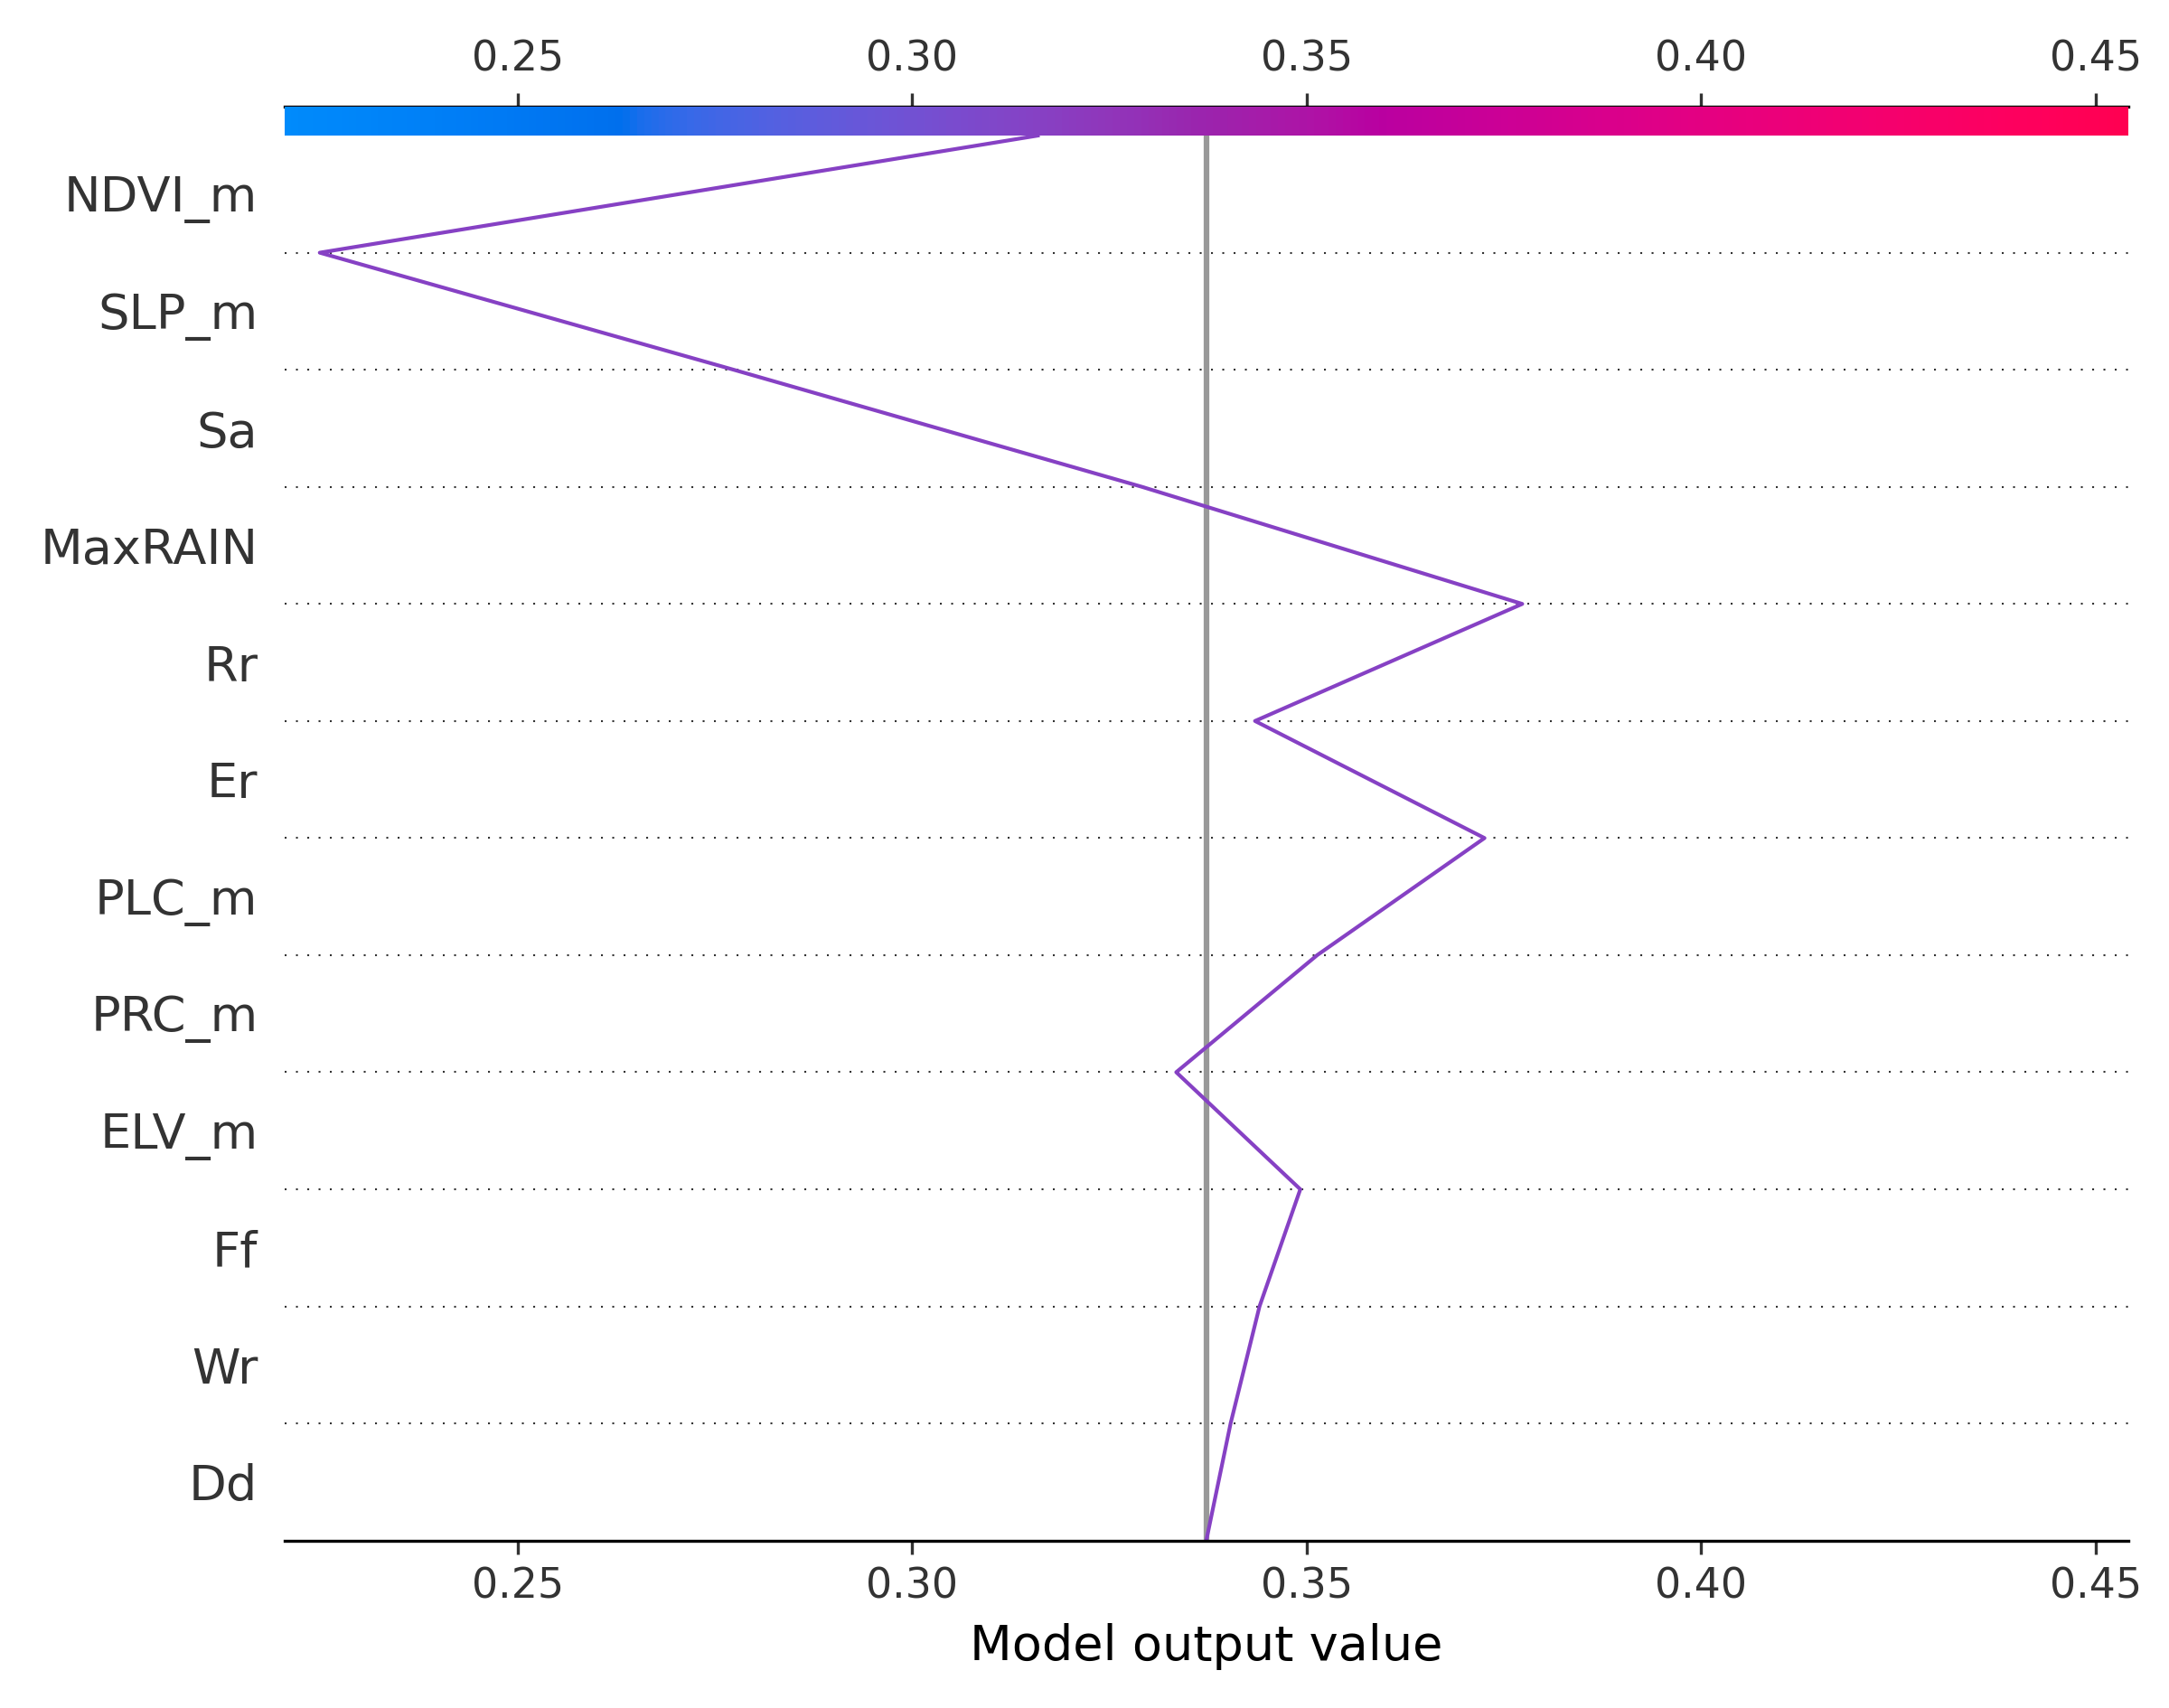 0.25 0.30 0.35 0.40 0.45
NDVI_m
SLP_m
Sa
MaxRAIN
Rr
Er
PLC_m
PRC_m
ELV_m
Ff
Wr
Dd
0.25 0.30 0.35 0.40 0.45
Model output value